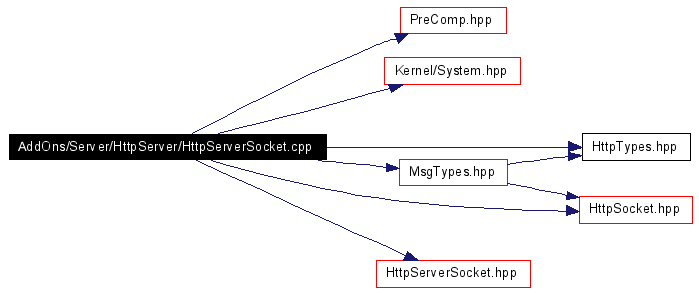 PreComp.hpp
Kernel/System.hpp
AddOns/Server/HttpServer/HttpServerSocket.cpp
HttpTypes.hpp
MsgTypes.hpp
HttpSocket.hpp
HttpServerSocket.hpp